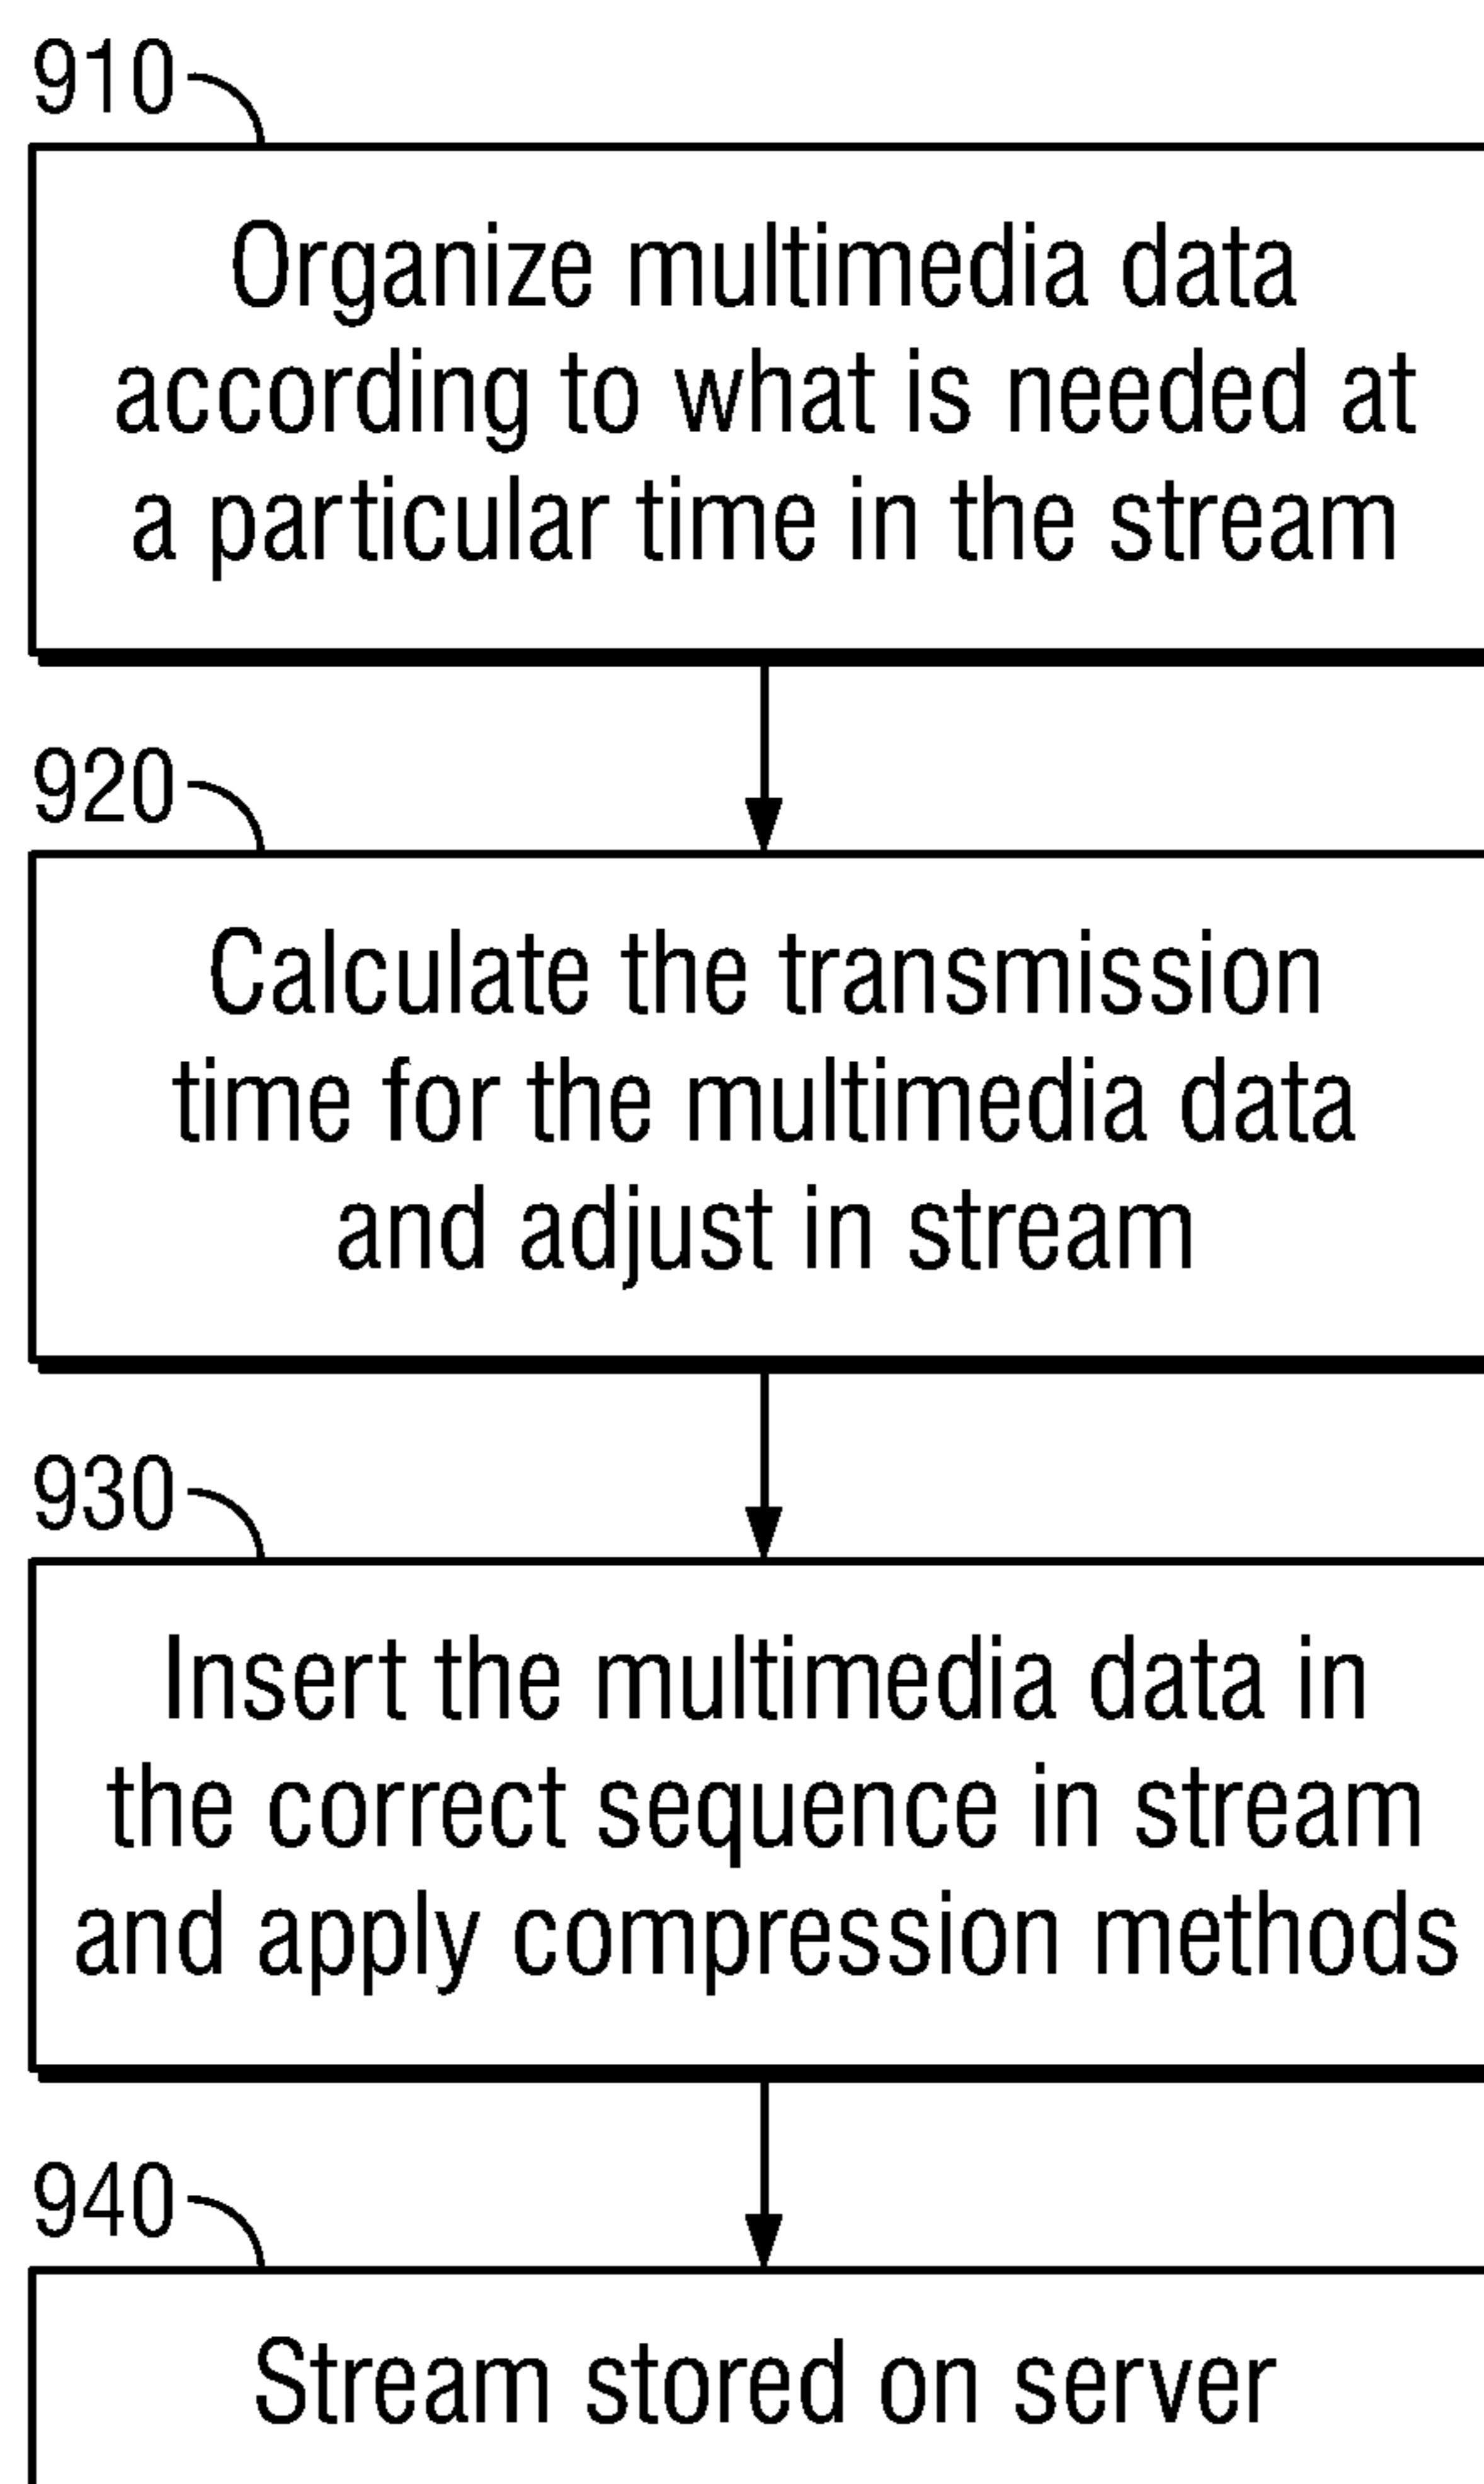 910
Organize multimedia data
according to what is needed at
a particular time in the stream
920
Calculate the transmission
time for the multimedia data
and adjust in stream
930
Insert the multimedia data in
the correct sequence in stream
and apply compression methods
940
Stream stored on server